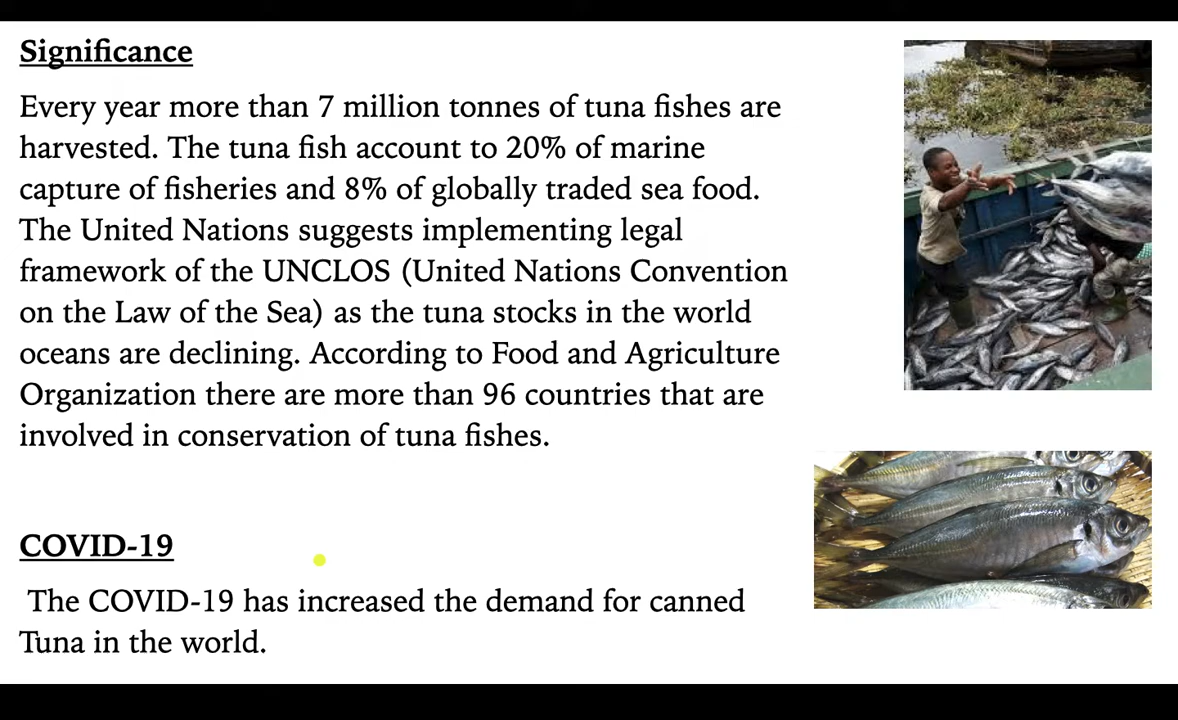 Significance
Every year more than 7 million tonnes of tuna fishes are
harvested. The tuna fish account to 20% of marine
capture of fisheries and 8% of globally traded sea food.
The United Nations suggests implementing legal
framework of the UNCLOS (United Nations Convention
on the Law of the Sea) as the tuna stocks in the world
oceans are declining. According to Food and Agriculture
Organization there are more than 96 countries that are
involved in conservation of tuna fishes.
COVID-19
The COVID-19 has increased the demand for canned
Tuna in the world.